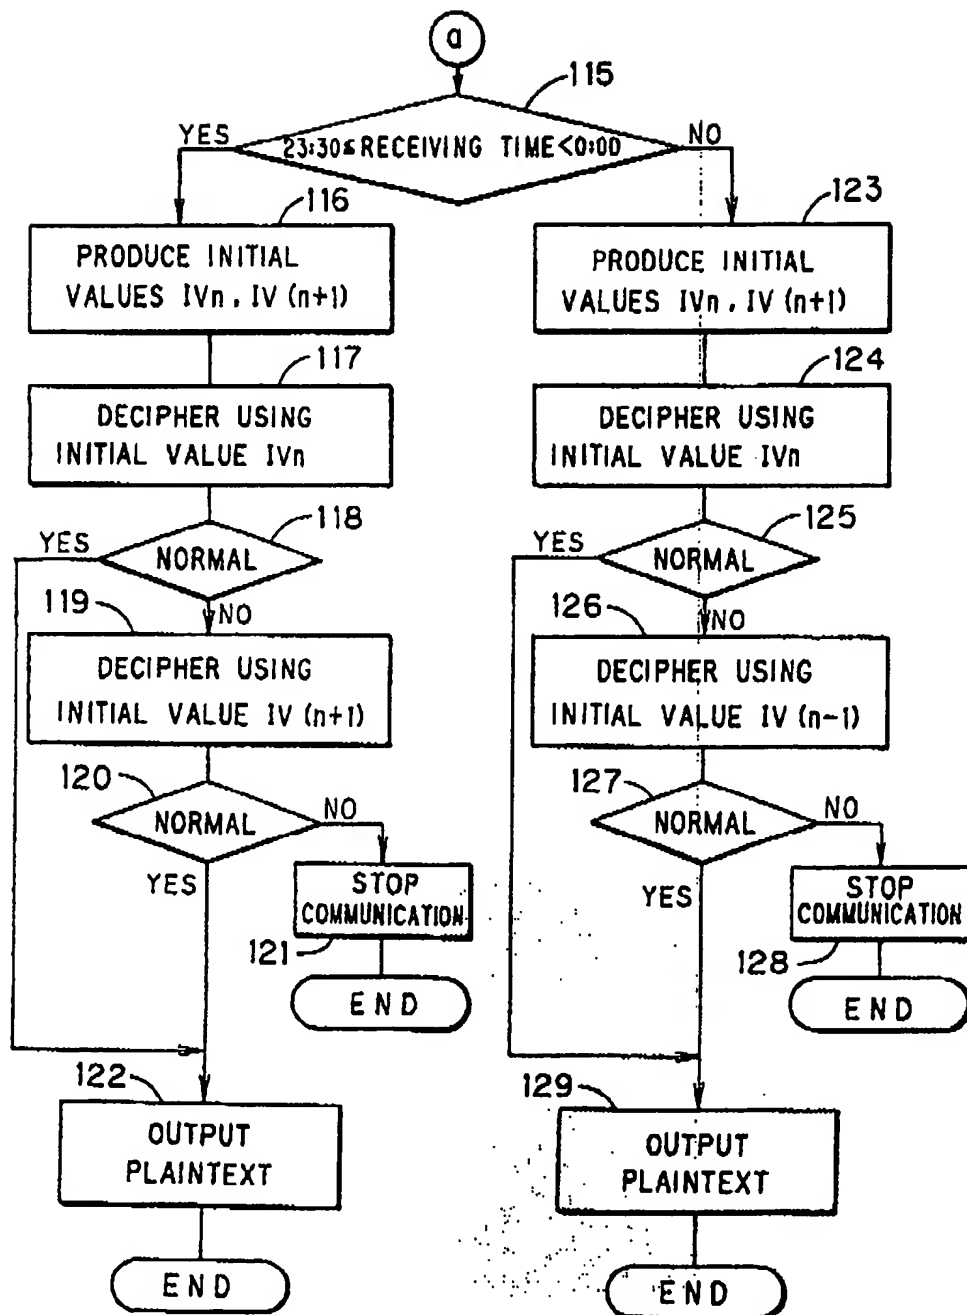 a
115
YES
23:30≤RECEIVING TIME<0:00
NO
116
PRODUCE INITIAL
VALUES IVn, IV(n+1)
117
DECIPHER USING
INITIAL VALUE IVn
118
YES
NORMAL
NO
119
DECIPHER USING
INITIAL VALUE IV(n+1)
120
NORMAL
NO
YES
STOP
COMMUNICATION
121
END
122
OUTPUT
PLAINTEXT
END
123
PRODUCE INITIAL
VALUES IVn, IV(n+1)
124
DECIPHER USING
INITIAL VALUE IVn
125
YES
NORMAL
NO
126
DECIPHER USING
INITIAL VALUE IV(n-1)
127
NORMAL
NO
YES
STOP
COMMUNICATION
128
END
129
OUTPUT
PLAINTEXT
END